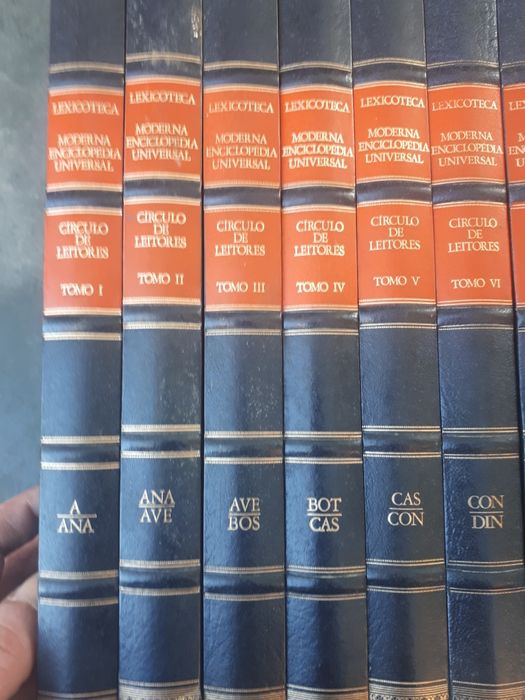 LEXICOTECA
MODERNA
ENCICLOPÉDIA
UNIVERSAL
CÍRCULO
DE
LEITORES
TOMO I
A
ANA
LEXICOTECA
MODERNA
ENCICLOPÉDIA
UNIVERSAL
CÍRCULO
DE
LEITORES
TOMO II
ANA
AVE
LEXICOTECA
MODERNA
ENCICLOPÉDIA
UNIVERSAL
CÍRCULO
DE
LEITORES
TOMO III
AVE
BOS
LEXICOTECA
MODERNA
ENCICLOPÉDIA
UNIVERSAL
CÍRCULO
DE
LEITORES
TOMO IV
BOT
CAS
LEXICOTECA
MODERNA
ENCICLOPÉDIA
UNIVERSAL
CÍRCULO
DE
LEITORES
TOMO V
CAS
CON
LEXICOTECA
MODERNA
ENCICLOPÉDIA
UNIVERSAL
CÍRCULO
DE
LEITORES
TOMO VI
CON
DIN